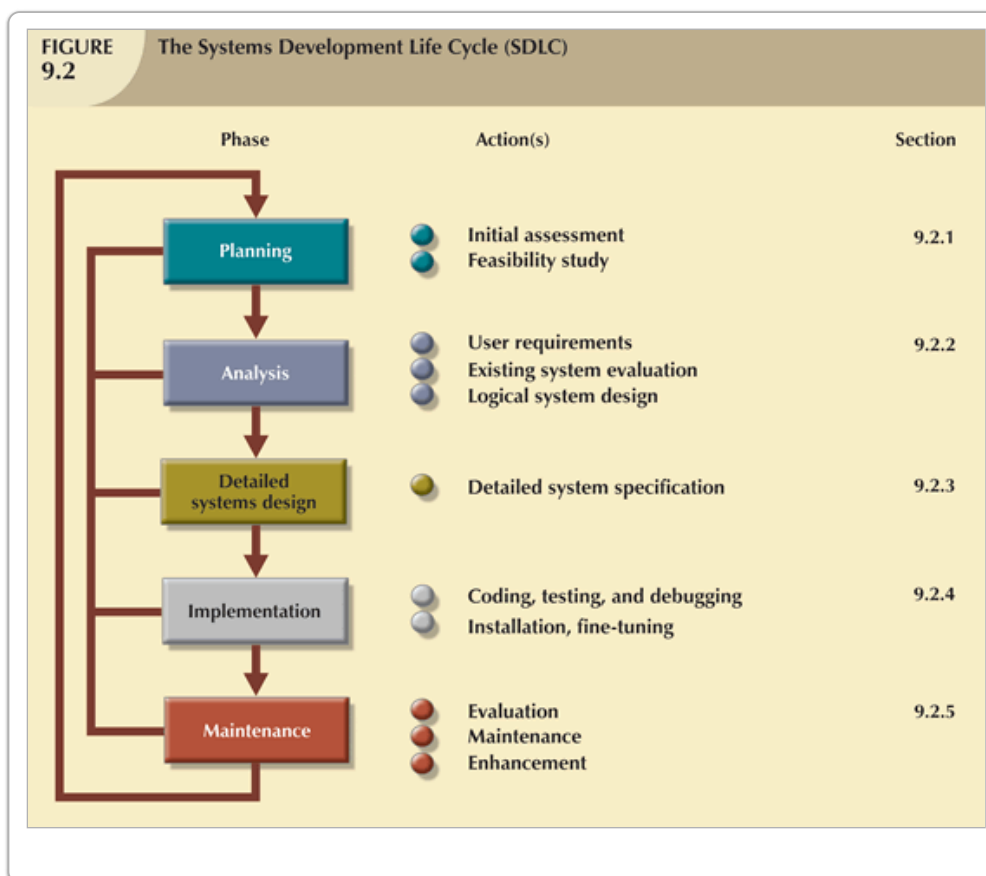 FIGURE
9.2
The Systems Development Life Cycle (SDLC)
Phase
Action(s)
Section
Planning
Initial assessment
Feasibility study
9.2.1
Analysis
User requirements
Existing system evaluation
Logical system design
9.2.2
Detailed
systems design
Detailed system specification
9.2.3
Implementation
Coding, testing, and debugging
Installation, fine-tuning
9.2.4
Maintenance
Evaluation
Maintenance
Enhancement
9.2.5